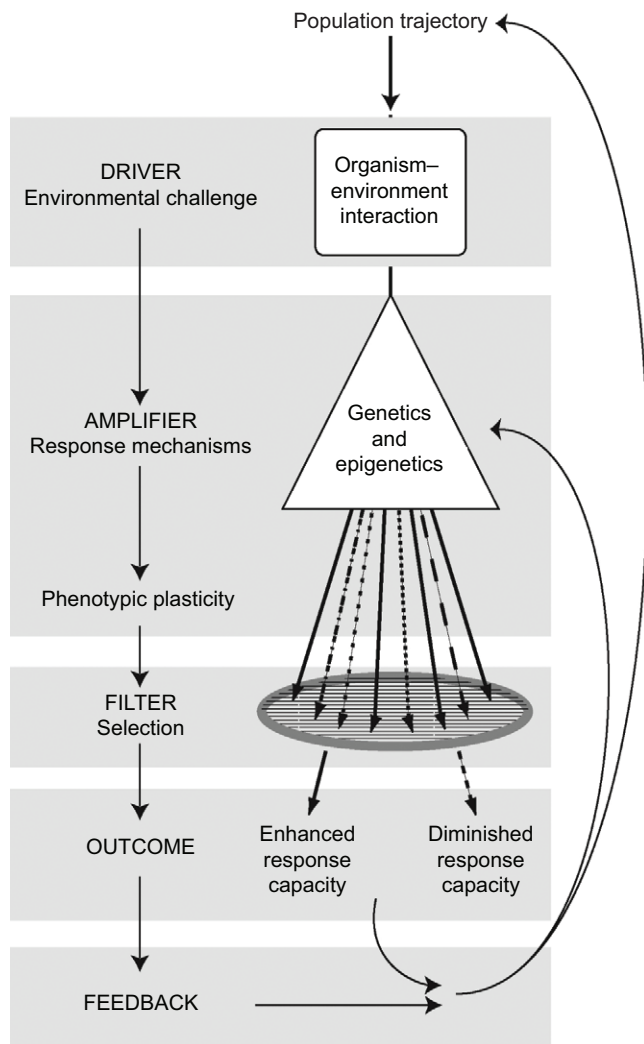 Population trajectory
DRIVER
Environmental challenge
Organism–
environment
interaction
AMPLIFIER
Response mechanisms
Genetics
and
epigenetics
Phenotypic plasticity
FILTER
Selection
OUTCOME
Enhanced
response
capacity
Diminished
response
capacity
FEEDBACK